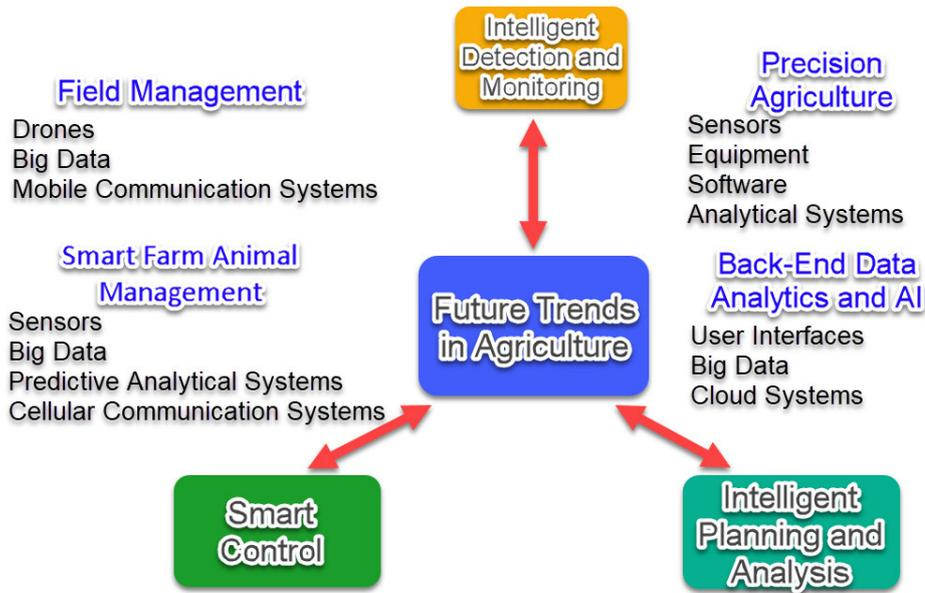 Intelligent
Detection and
Monitoring
Field Management
Drones
Big Data
Mobile Communication Systems
Precision
Agriculture
Sensors
Equipment
Software
Analytical Systems
Smart Farm Animal
Management
Sensors
Big Data
Predictive Analytical Systems
Cellular Communication Systems
Future Trends
in Agriculture
Back-End Data
Analytics and AI
User Interfaces
Big Data
Cloud Systems
Smart
Control
Intelligent
Planning and
Analysis